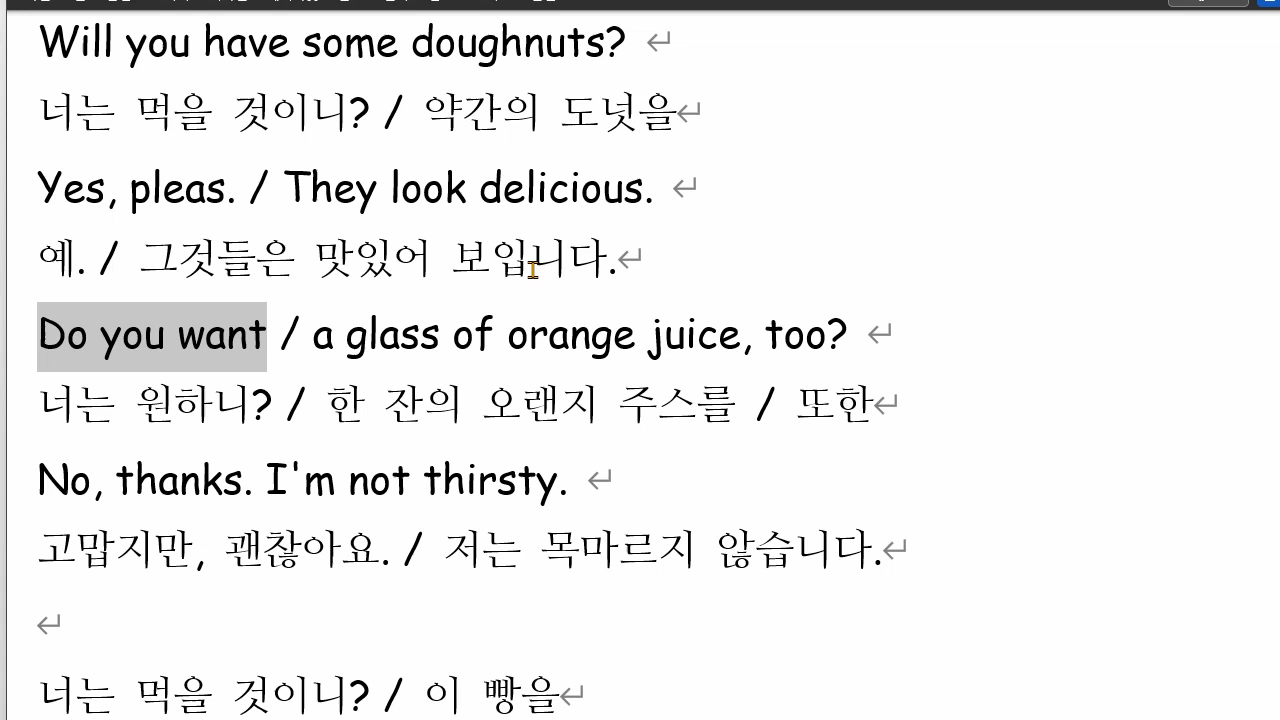 Will you have some doughnuts?
너는 먹을 것이니? / 약간의 도넛을
Yes, pleas. / They look delicious.
예. / 그것들은 맛있어 보입니다.
Do you want / a glass of orange juice, too?
너는 원하니? / 한 잔의 오랜지 주스를 / 또한
No, thanks. I'm not thirsty.
고맙지만, 괜찮아요. / 저는 목마르지 않습니다.
너는 먹을 것이니? / 이 빵을